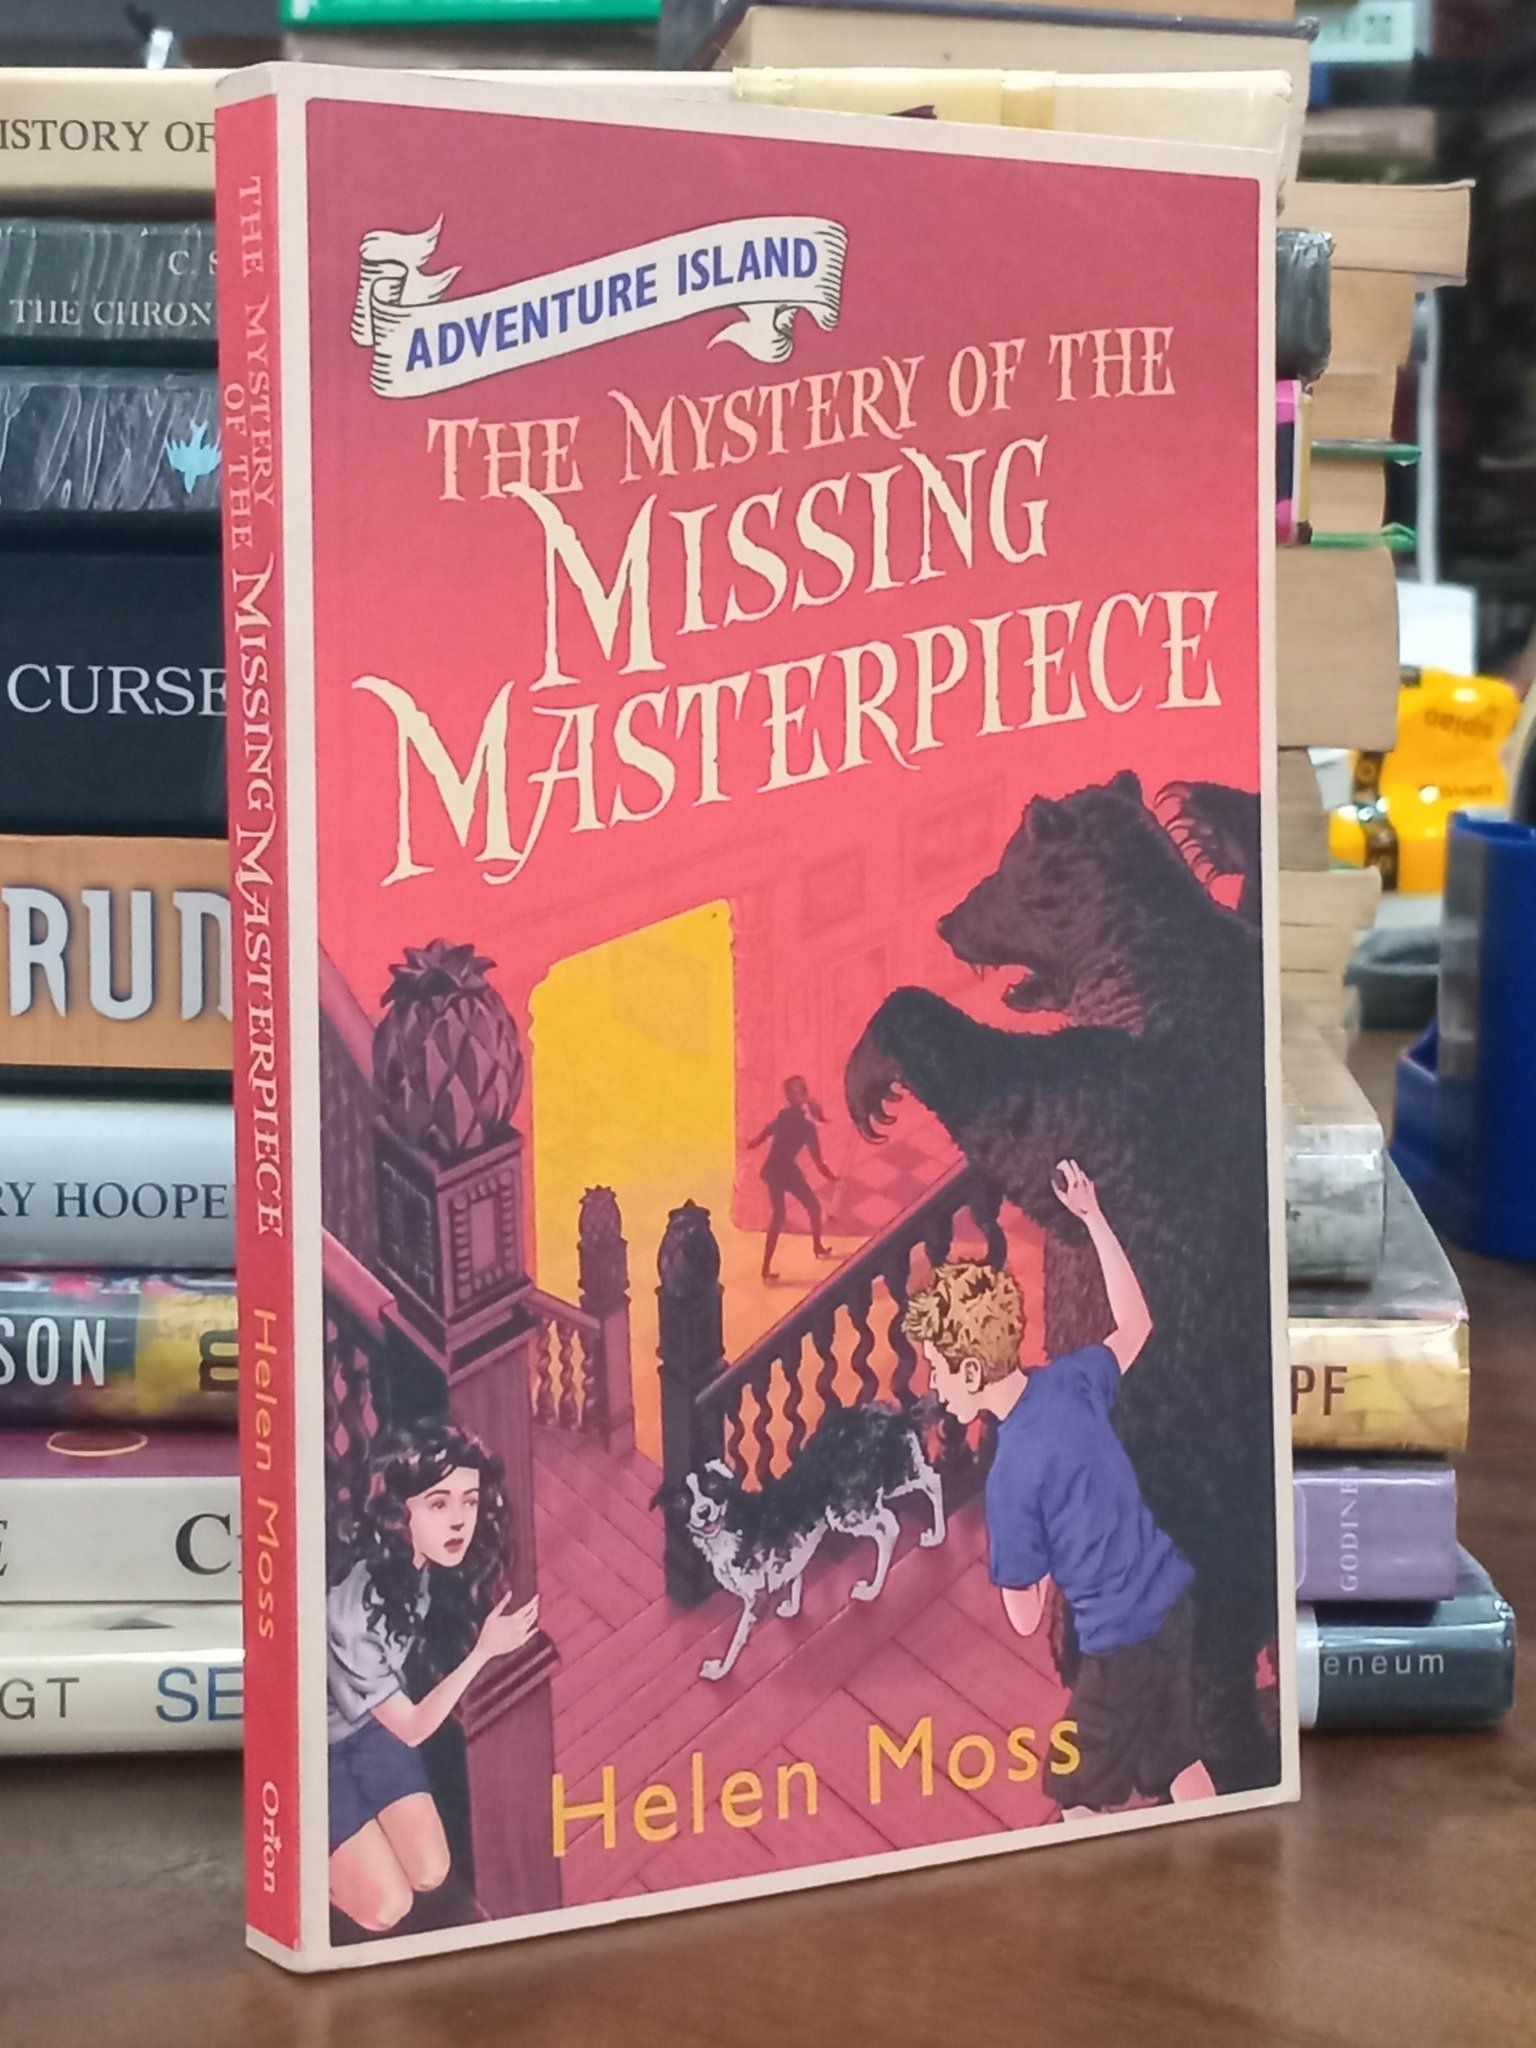 ADVENTURE ISLAND
THE MYSTERY OF THE
MISSING
MASTERPIECE
Helen Moss
THE MYSTERY
OF THE
MISSING MASTERPIECE
Helen Moss
Orion
ISTORY OF
C. S
THE CHRON
CURSE
RUN
RY HOOPE
SON
C
GT
SE
PF
GODINE
eneum